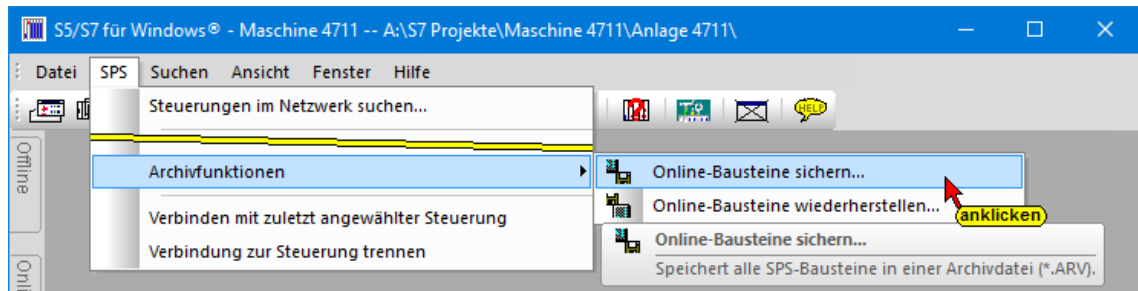 S5/S7 für Windows® - Maschine 4711 -- A:\S7 Projekte\Maschine 4711\Anlage 4711\
Datei SPS Suchen Ansicht Fenster Hilfe
Steuerungen im Netzwerk suchen...
HELP
Offline
Archivfunktionen
Online-Bausteine sichern...
Online-Bausteine wiederherstellen...
anklicken
Verbinden mit zuletzt angewählter Steuerung
Online-Bausteine sichern...
Verbindung zur Steuerung trennen
Speichert alle SPS-Bausteine in einer Archivdatei (*.ARV).
Onli